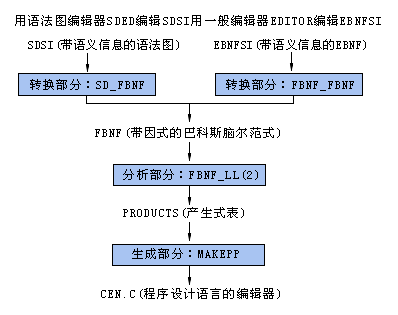 用语法图编辑器SDED编辑SDSI用一般编辑器EDITOR编辑EBNFSI
SDSI(带语义信息的语法图) EBNFSI(带语义信息的EBNF)
转换部分：SD_FBNF 转换部分：FBNF_FBNF
FBNF(带因式的巴科斯脑尔范式)
分析部分：FBNF_LL(2)
PRODUCTS(产生式表)
生成部分：MAKEPP
CEN.C(程序设计语言的编辑器)